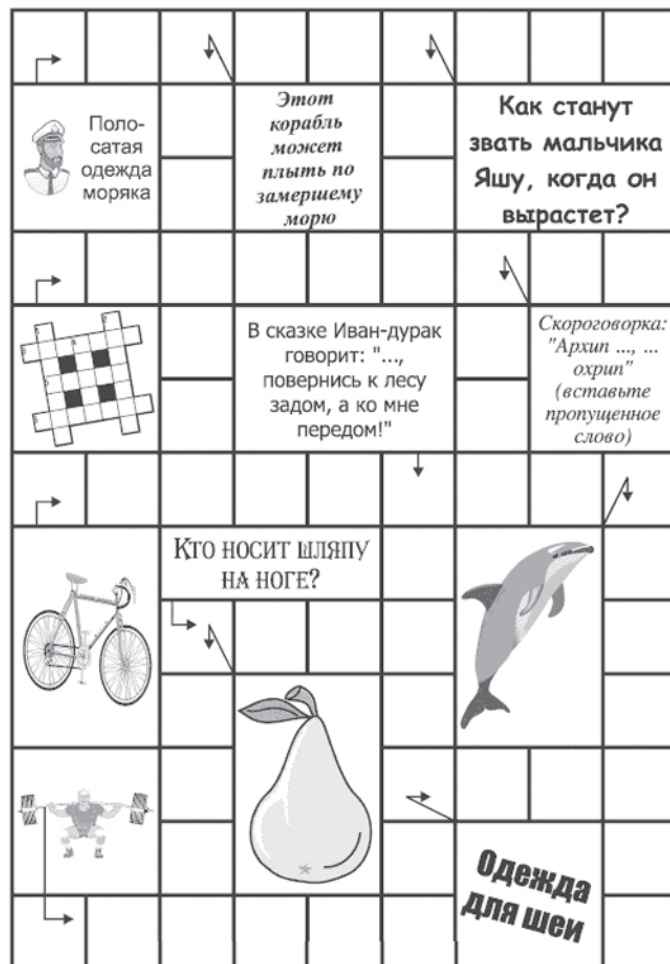 Поло-
сатая
одежда
моряка
Этот
корабль
может
плыть по
замершему
морю
Как станут
звать мальчика
Яшу, когда он
вырастет?
В сказке Иван-дурак
говорит: "...,
повернись к лесу
задом, а ко мне
передом!"
Скороговорка:
"Архип ..., ...
охрип"
(вставьте
пропущенное
слово)
Кто носит шляпу
на ноге?
Одежда
для шеи